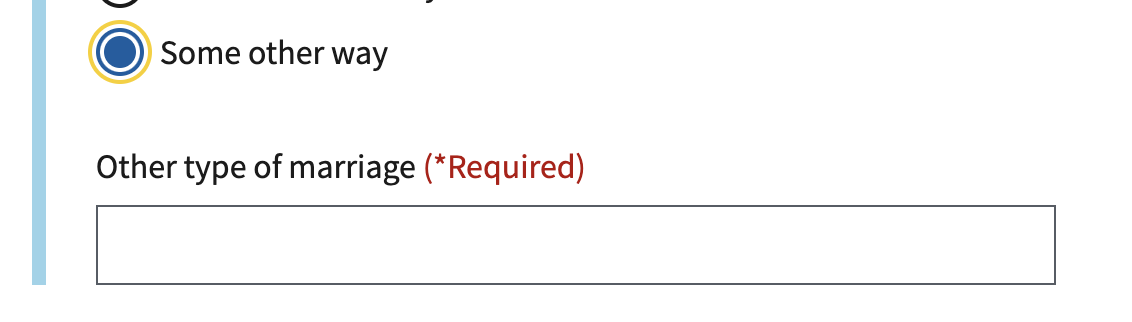 Some other way
Other type of marriage (*Required)